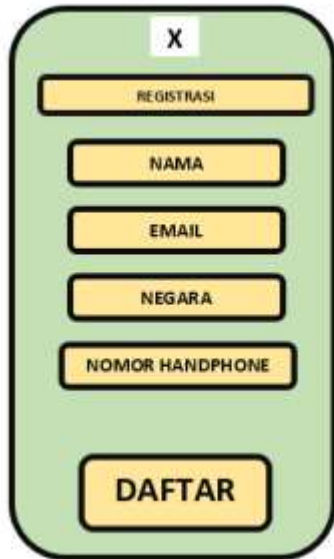 X
REGISTRASI
NAMA
EMAIL
NEGARA
NOMOR HANDPHONE
DAFTAR